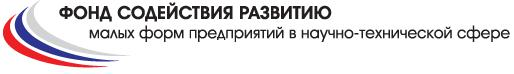 ФОНД СОДЕЙСТВИЯ РАЗВИТИЮ
малых форм предприятий в научно-технической сфере